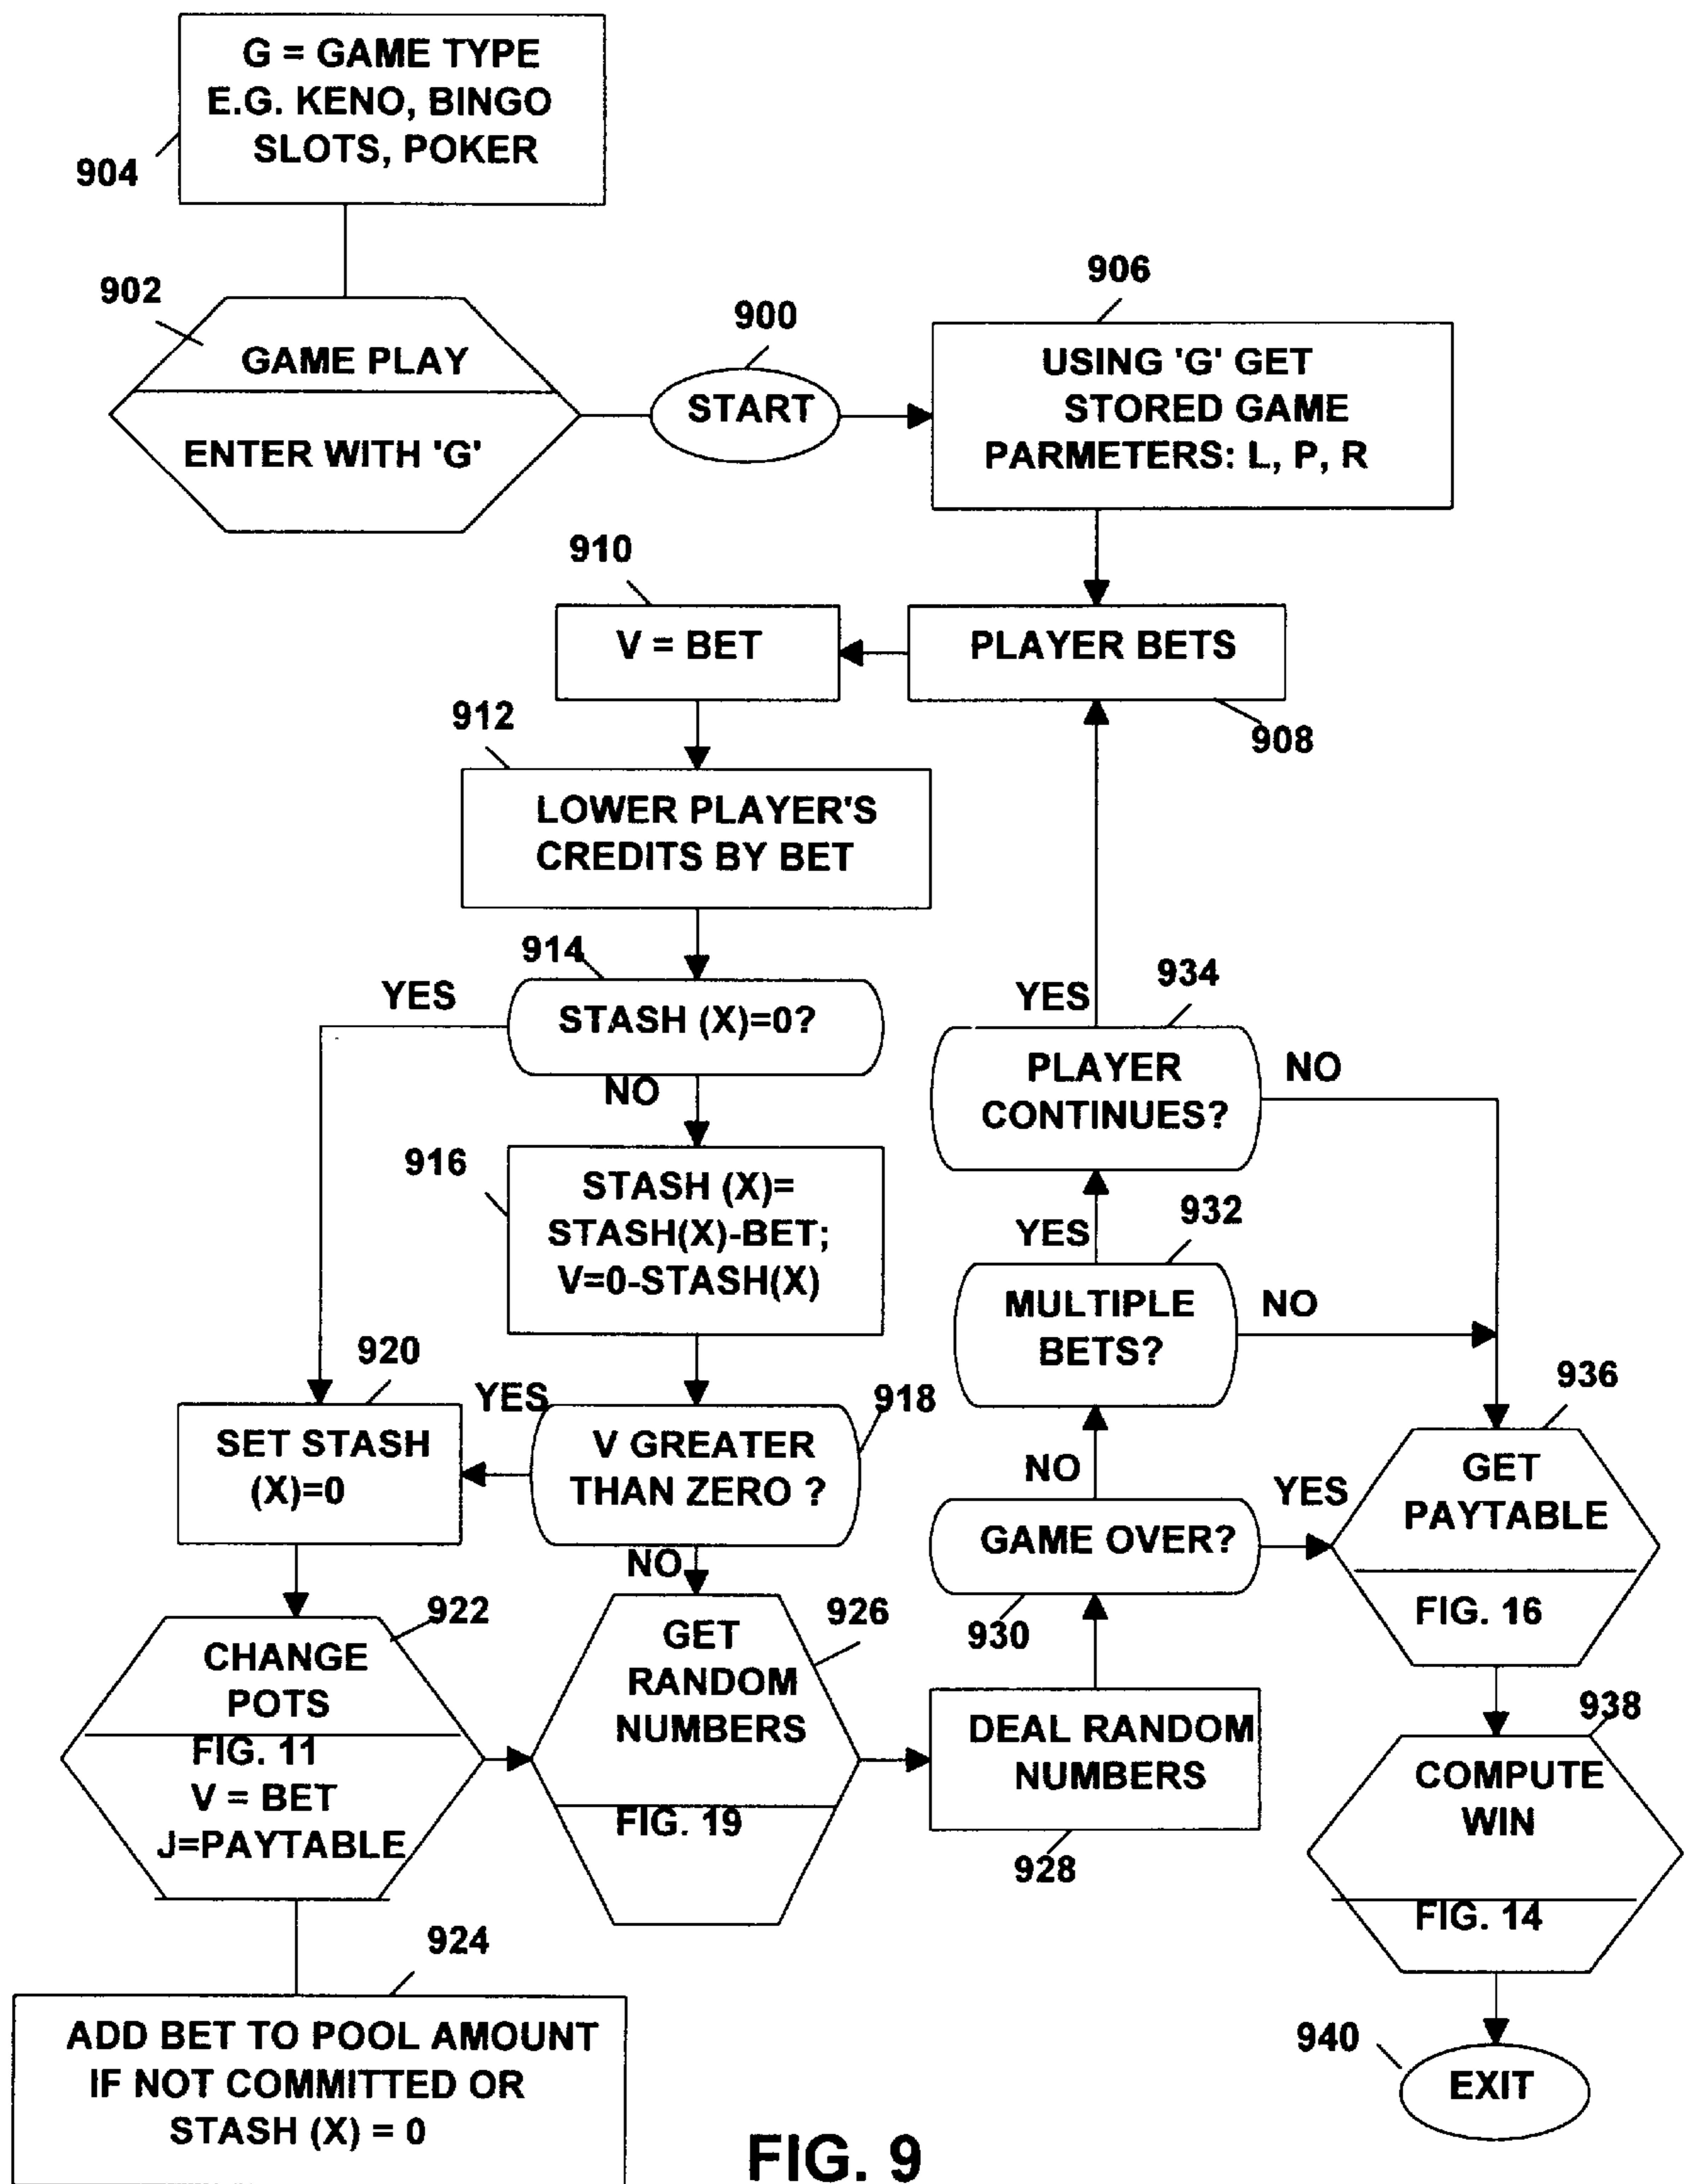 G = GAME TYPE
E.G. KENO, BINGO
SLOTS, POKER
904
902
GAME PLAY
ENTER WITH 'G'
900
START
906
USING 'G' GET
STORED GAME
PARMETERS: L, P, R
910
V = BET
PLAYER BETS
908
912
LOWER PLAYER'S
CREDITS BY BET
914
YES
STASH (X)=0?
NO
934
YES
PLAYER
CONTINUES?
NO
916
STASH (X)=
STASH(X)-BET;
V=0-STASH(X)
932
YES
MULTIPLE
BETS?
NO
920
YES
918
SET STASH
(X)=0
V GREATER
THAN ZERO ?
NO
936
GET
PAYTABLE
FIG. 16
NO
YES
GAME OVER?
930
922
CHANGE
POTS
FIG. 11
V = BET
J=PAYTABLE
926
GET
RANDOM
NUMBERS
FIG. 19
DEAL RANDOM
NUMBERS
928
938
COMPUTE
WIN
FIG. 14
924
ADD BET TO POOL AMOUNT
IF NOT COMMITTED OR
STASH (X) = 0
940
EXIT
FIG. 9